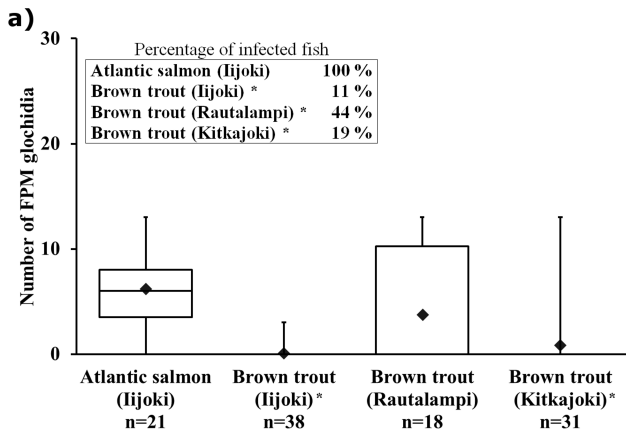 a)
30
Percentage of infected fish
Atlantic salmon (Iijoki) 100 %
Brown trout (Iijoki) * 11 %
Brown trout (Rautalampi) * 44 %
Brown trout (Kitkajoki) * 19 %
20
Number of FPM glochidia
10
0
Atlantic salmon Brown trout Brown trout Brown trout
(Iijoki) (Iijoki) * (Rautalampi) (Kitkajoki) *
n=21 n=38 n=18 n=31